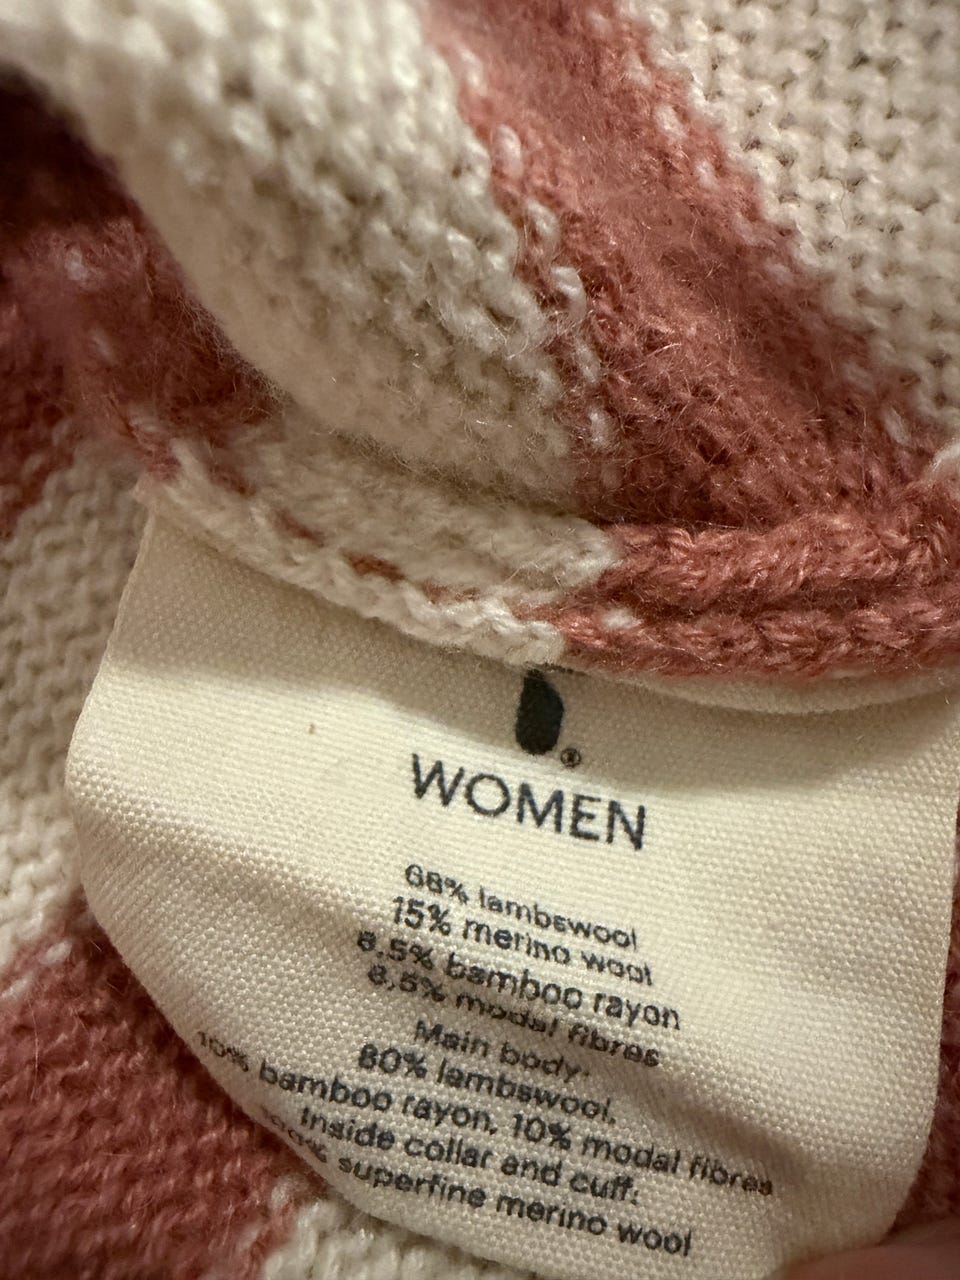 ®
WOMEN
68% lambswool
15% merino wool
8.5% bamboo rayon
8.5% modal fibres
Main body:
80% lambswool,
10% bamboo rayon, 10% modal fibres
Inside collar and cuff:
100% superfine merino wool